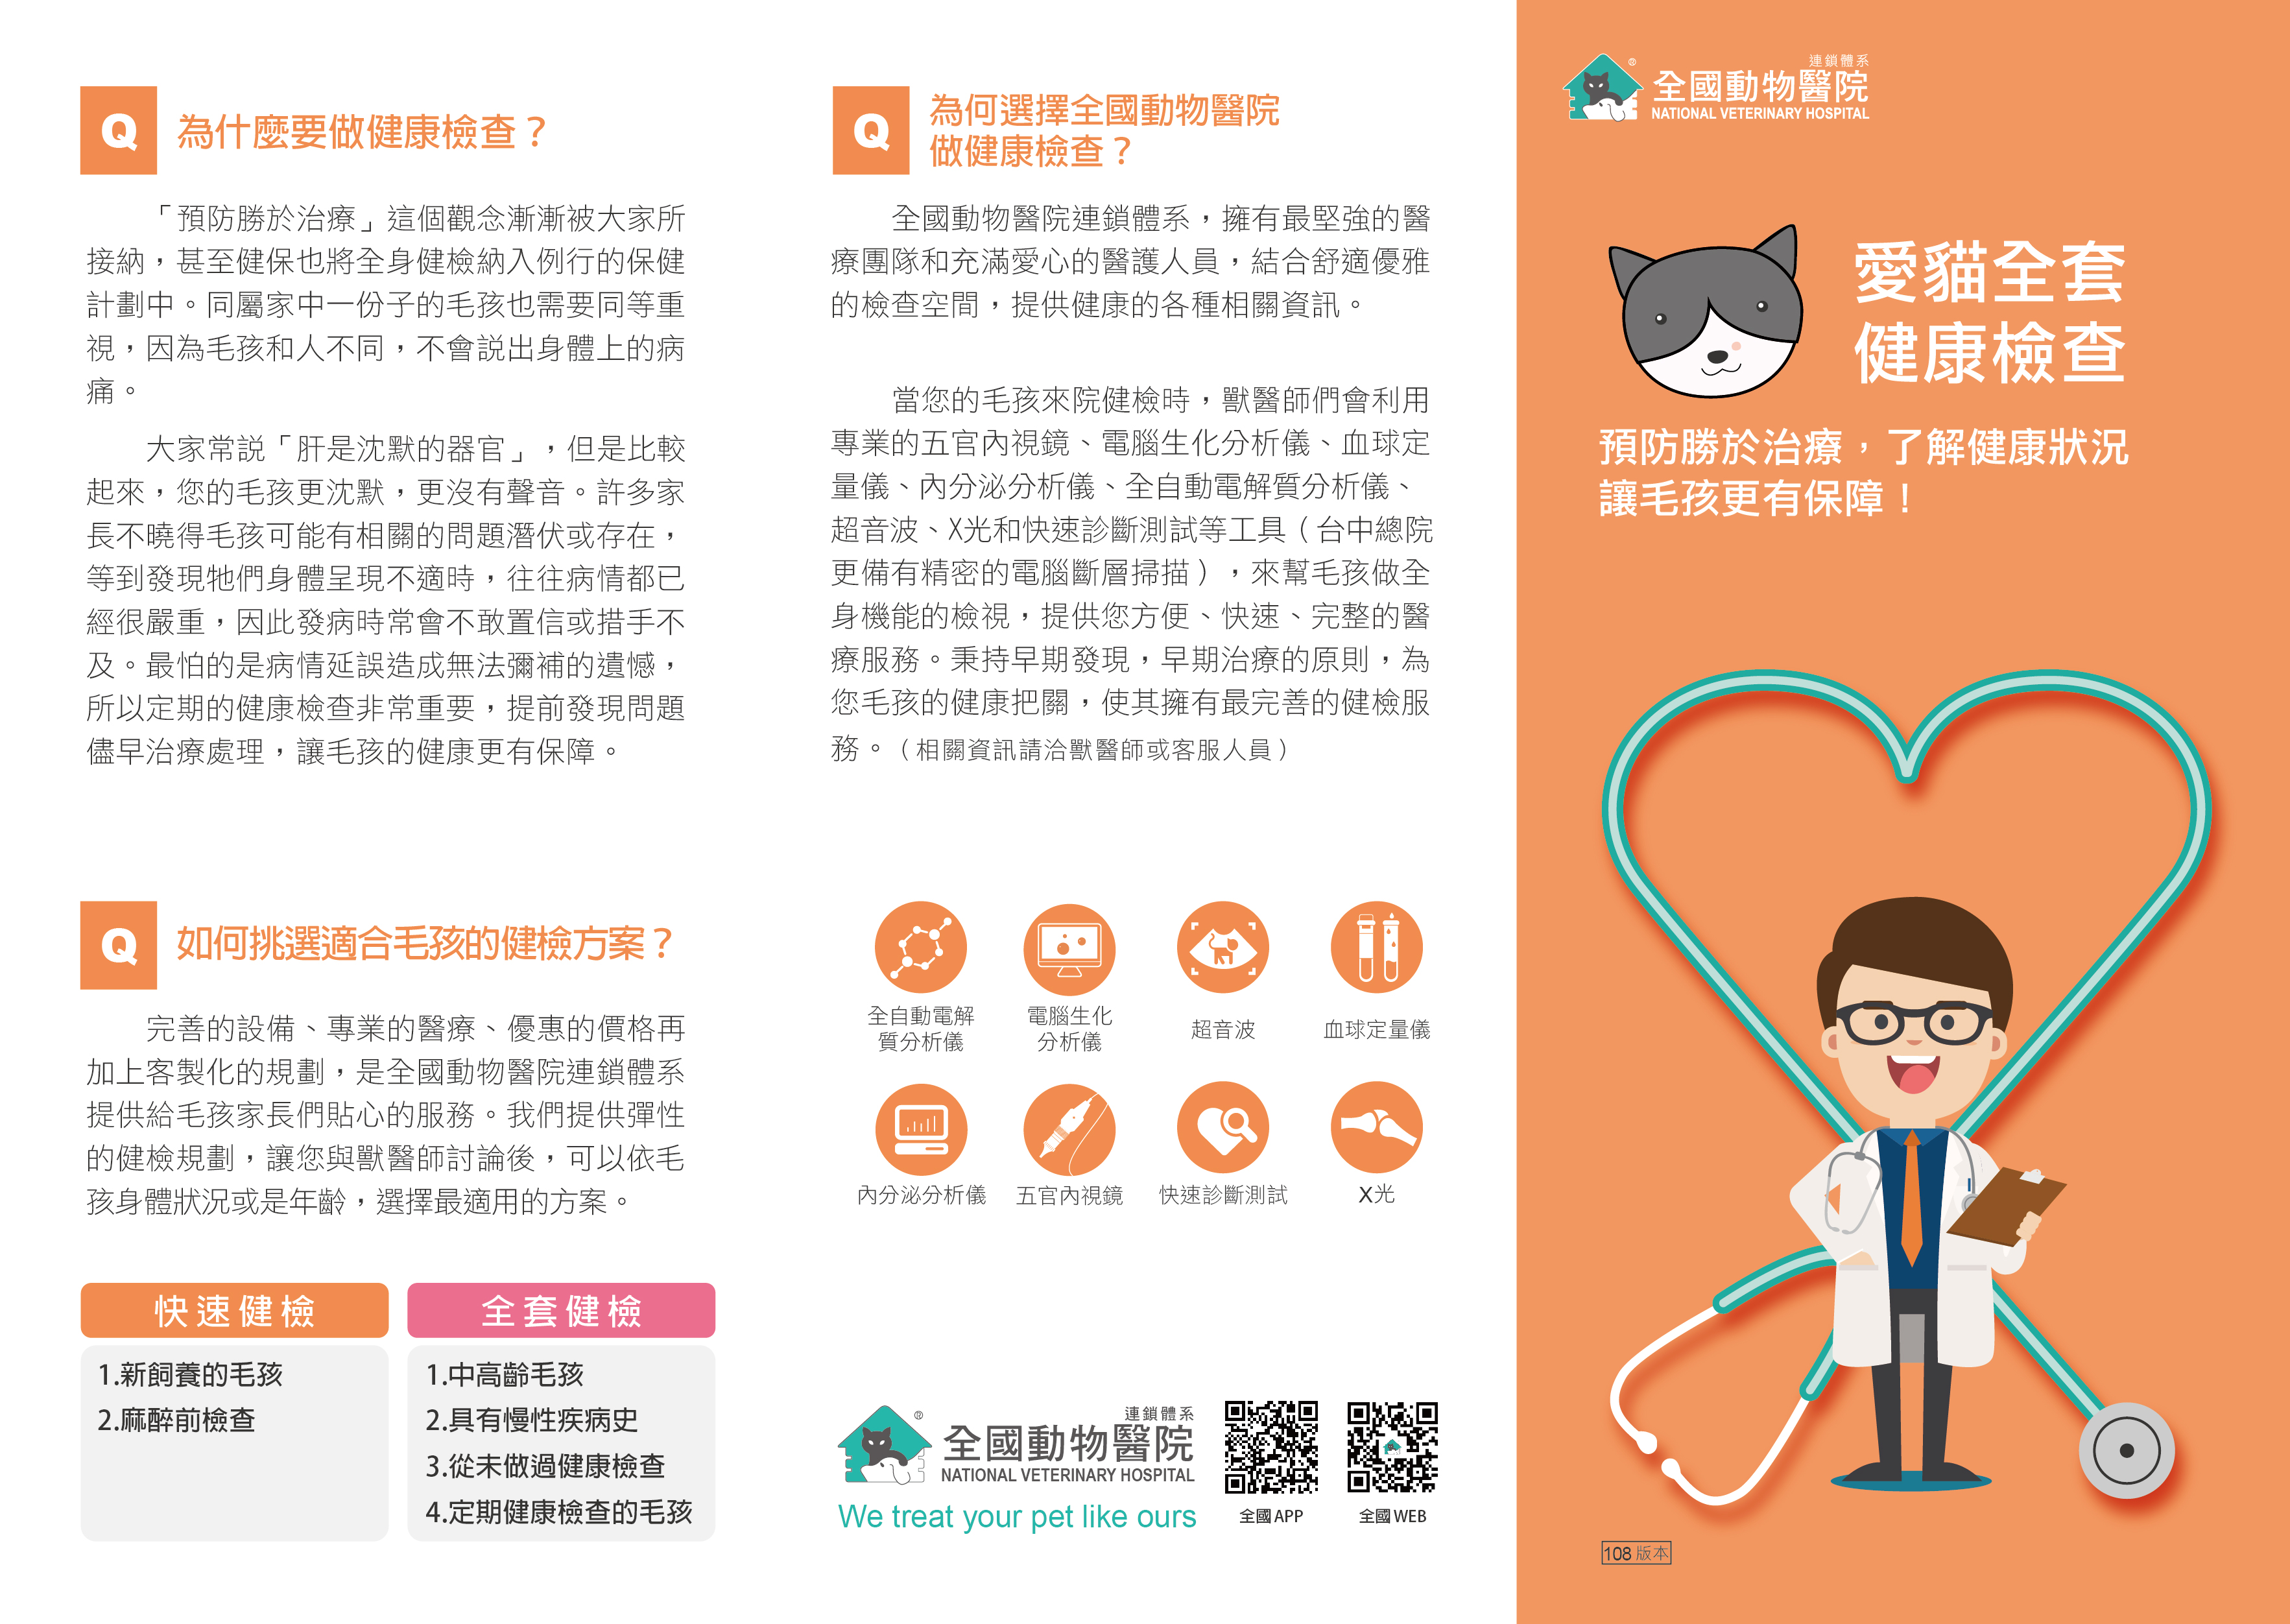 Q
為什麼要做健康檢查？
「預防勝於治療」這個觀念漸漸被大家所
接納，甚至健保也將全身健檢納入例行的保健
計劃中。同屬家中一份子的毛孩也需要同等重
視，因為毛孩和人不同，不會説出身體上的病
痛。
大家常説「肝是沈默的器官」，但是比較
起來，您的毛孩更沈默，更沒有聲音。許多家
長不曉得毛孩可能有相關的問題潛伏或存在，
等到發現牠們身體呈現不適時，往往病情都已
經很嚴重，因此發病時常會不敢置信或措手不
及。最怕的是病情延誤造成無法彌補的遺憾，
所以定期的健康檢查非常重要，提前發現問題
儘早治療處理，讓毛孩的健康更有保障。
Q
如何挑選適合毛孩的健檢方案？
完善的設備、專業的醫療、優惠的價格再
加上客製化的規劃，是全國動物醫院連鎖體系
提供給毛孩家長們貼心的服務。我們提供彈性
的健檢規劃，讓您與獸醫師討論後，可以依毛
孩身體狀況或是年齡，選擇最適用的方案。
快速健檢
1.新飼養的毛孩
2.麻醉前檢查
全套健檢
1.中高齡毛孩
2.具有慢性疾病史
3.從未做過健康檢查
4.定期健康檢查的毛孩
Q
為何選擇全國動物醫院
做健康檢查？
全國動物醫院連鎖體系，擁有最堅強的醫
療團隊和充滿愛心的醫護人員，結合舒適優雅
的檢查空間，提供健康的各種相關資訊。
當您的毛孩來院健檢時，獸醫師們會利用
專業的五官內視鏡、電腦生化分析儀、血球定
量儀、內分泌分析儀、全自動電解質分析儀、
超音波、X光和快速診斷測試等工具（台中總院
更備有精密的電腦斷層掃描），來幫毛孩做全
身機能的檢視，提供您方便、快速、完整的醫
療服務。秉持早期發現，早期治療的原則，為
您毛孩的健康把關，使其擁有最完善的健檢服
務。（相關資訊請洽獸醫師或客服人員）
全自動電解
質分析儀
電腦生化
分析儀
超音波
血球定量儀
內分泌分析儀
五官內視鏡
快速診斷測試
X光
®
連鎖體系
全國動物醫院
NATIONAL VETERINARY HOSPITAL
We treat your pet like ours
全國APP
全國WEB
®
連鎖體系
全國動物醫院
NATIONAL VETERINARY HOSPITAL
愛貓全套
健康檢查
預防勝於治療，了解健康狀況
讓毛孩更有保障！
108 版本